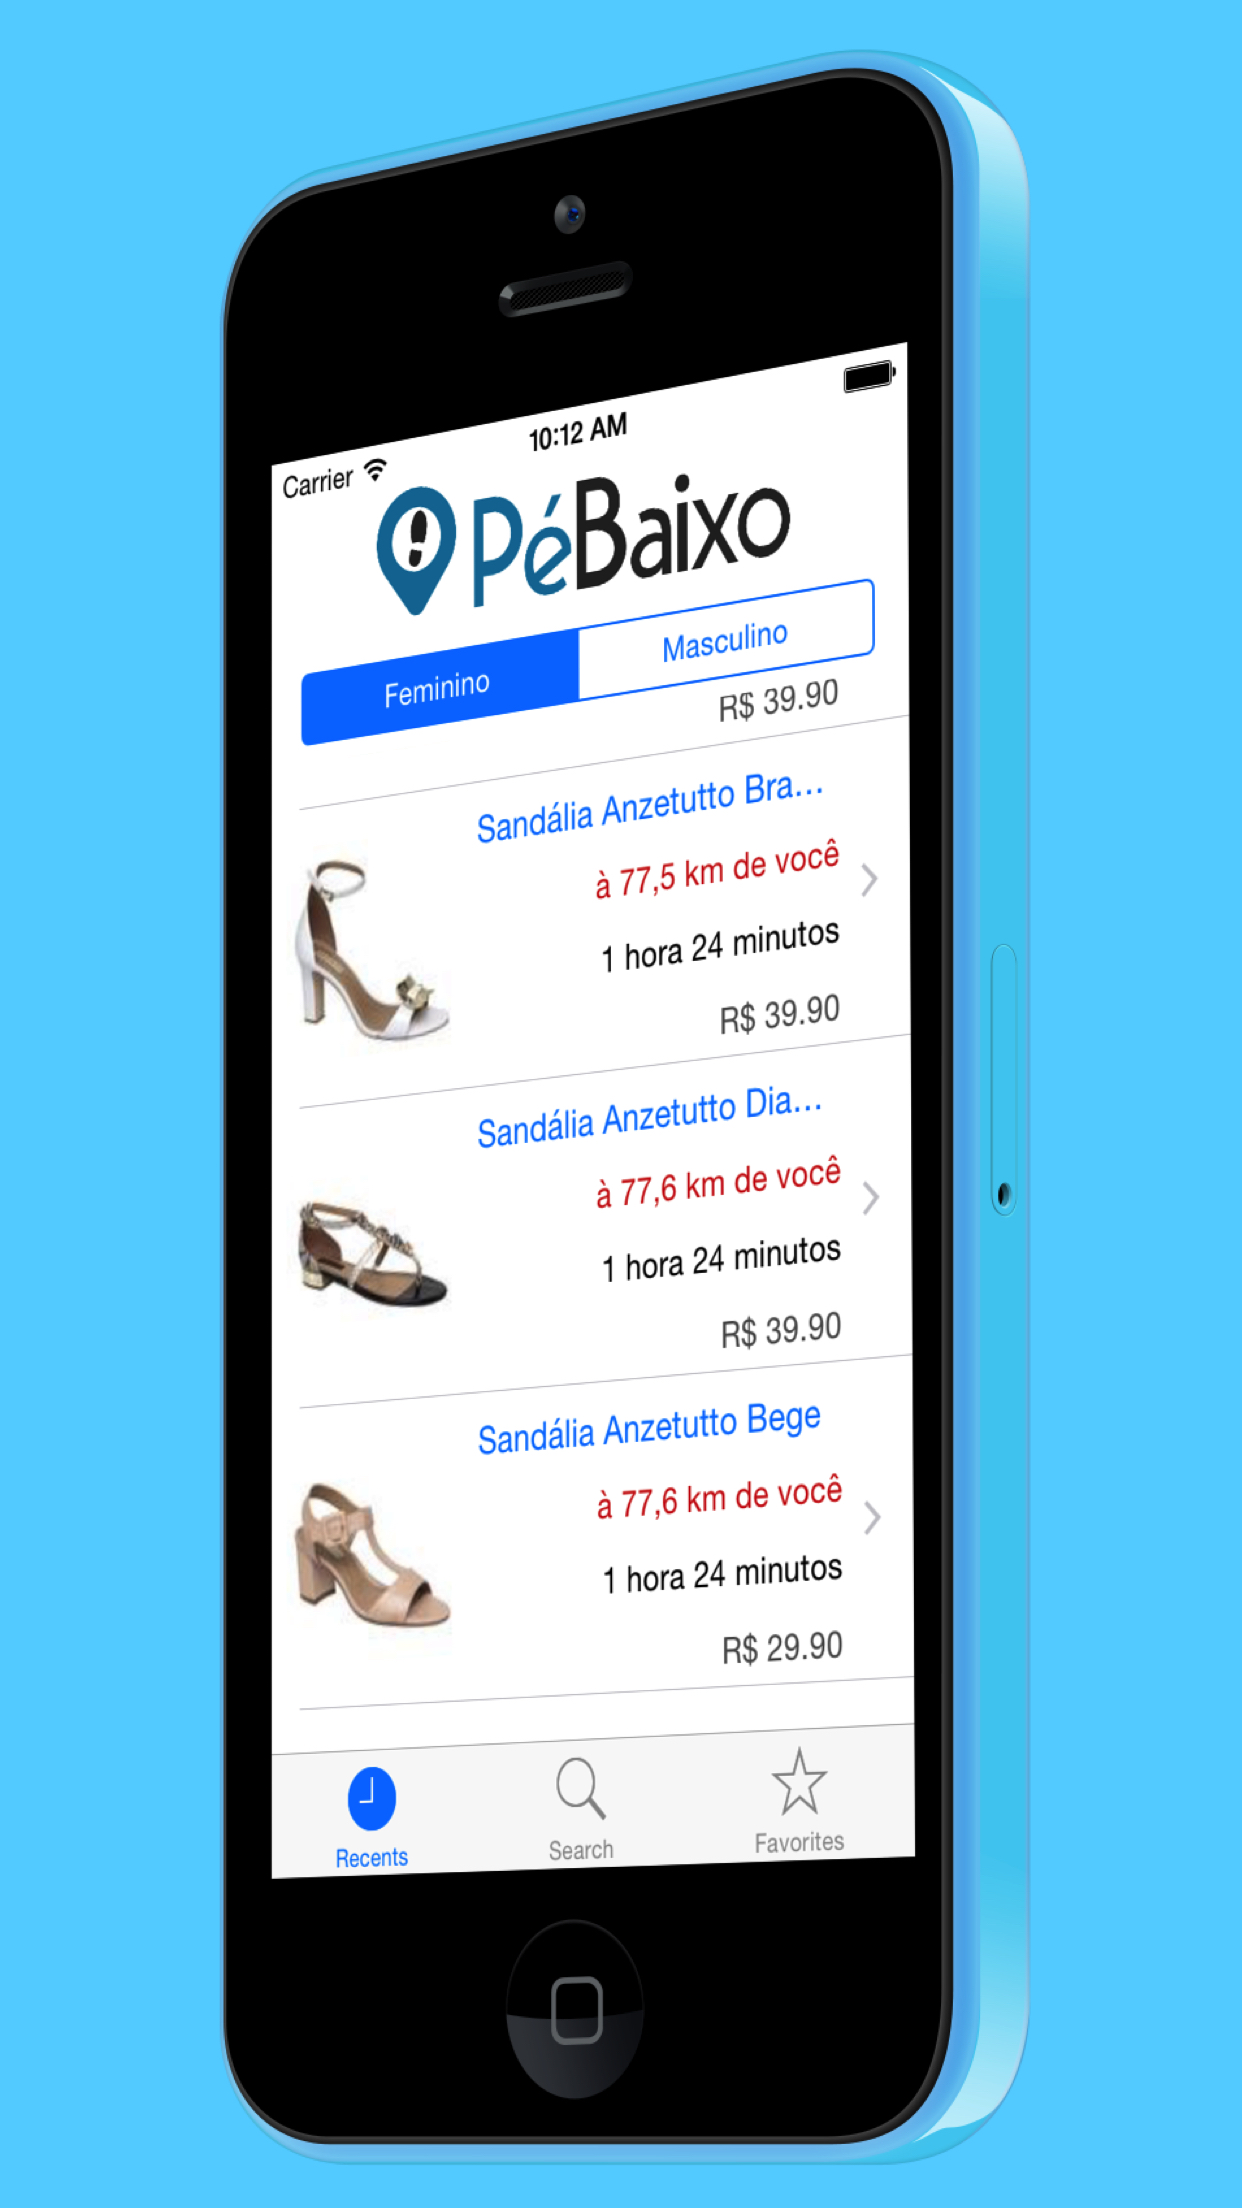 Carrier
10:12 AM
PéBaixo
Feminino
Masculino
R$ 39.90
Sandália Anzetutto Bra...
à 77,5 km de você
1 hora 24 minutos
R$ 39.90
Sandália Anzetutto Dia...
à 77,6 km de você
1 hora 24 minutos
R$ 39.90
Sandália Anzetutto Bege
à 77,6 km de você
1 hora 24 minutos
R$ 29.90
Recents
Search
Favorites